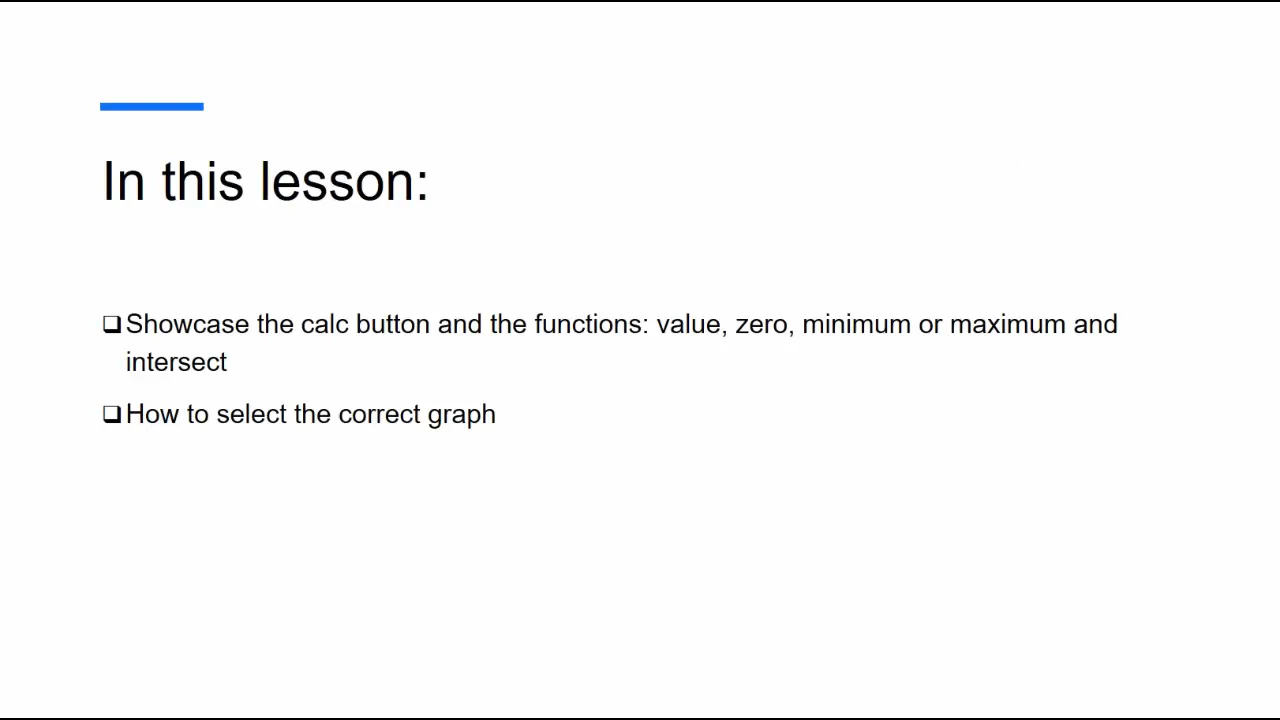 In this lesson:
❑Showcase the calc button and the functions: value, zero, minimum or maximum and
intersect
❑How to select the correct graph